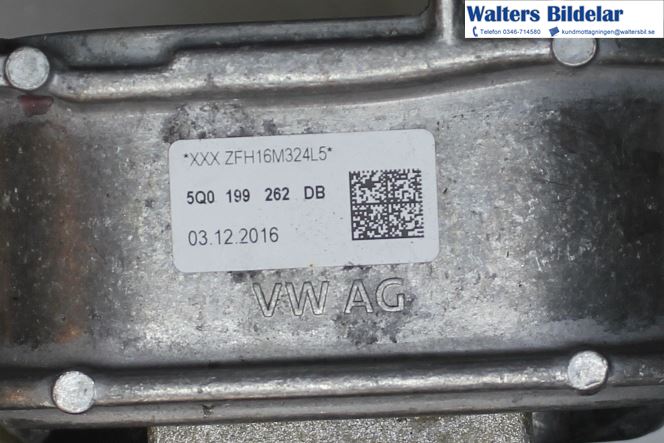 Walters Bildelar
Telefon 0346-714580 kundmottagningen@waltersbil.se
*XXX ZFH16M324L5*
5Q0 199 262 DB
03.12.2016
VW AG